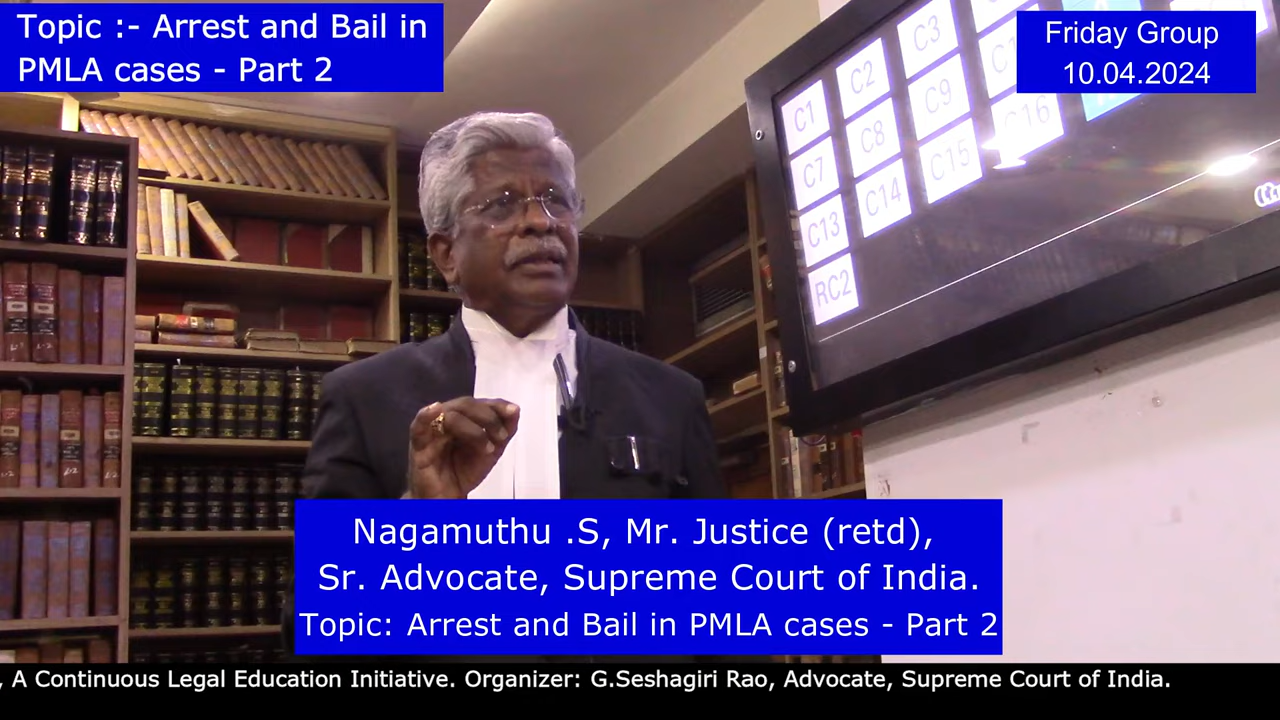 Topic :- Arrest and Bail in
PMLA cases - Part 2
Friday Group
10.04.2024
C1
C2
C3
C7
C8
C9
C13
C14
C15
C16
RC2
Nagamuthu .S, Mr. Justice (retd),
Sr. Advocate, Supreme Court of India.
Topic: Arrest and Bail in PMLA cases - Part 2
, A Continuous Legal Education Initiative. Organizer: G.Seshagiri Rao, Advocate, Supreme Court of India.